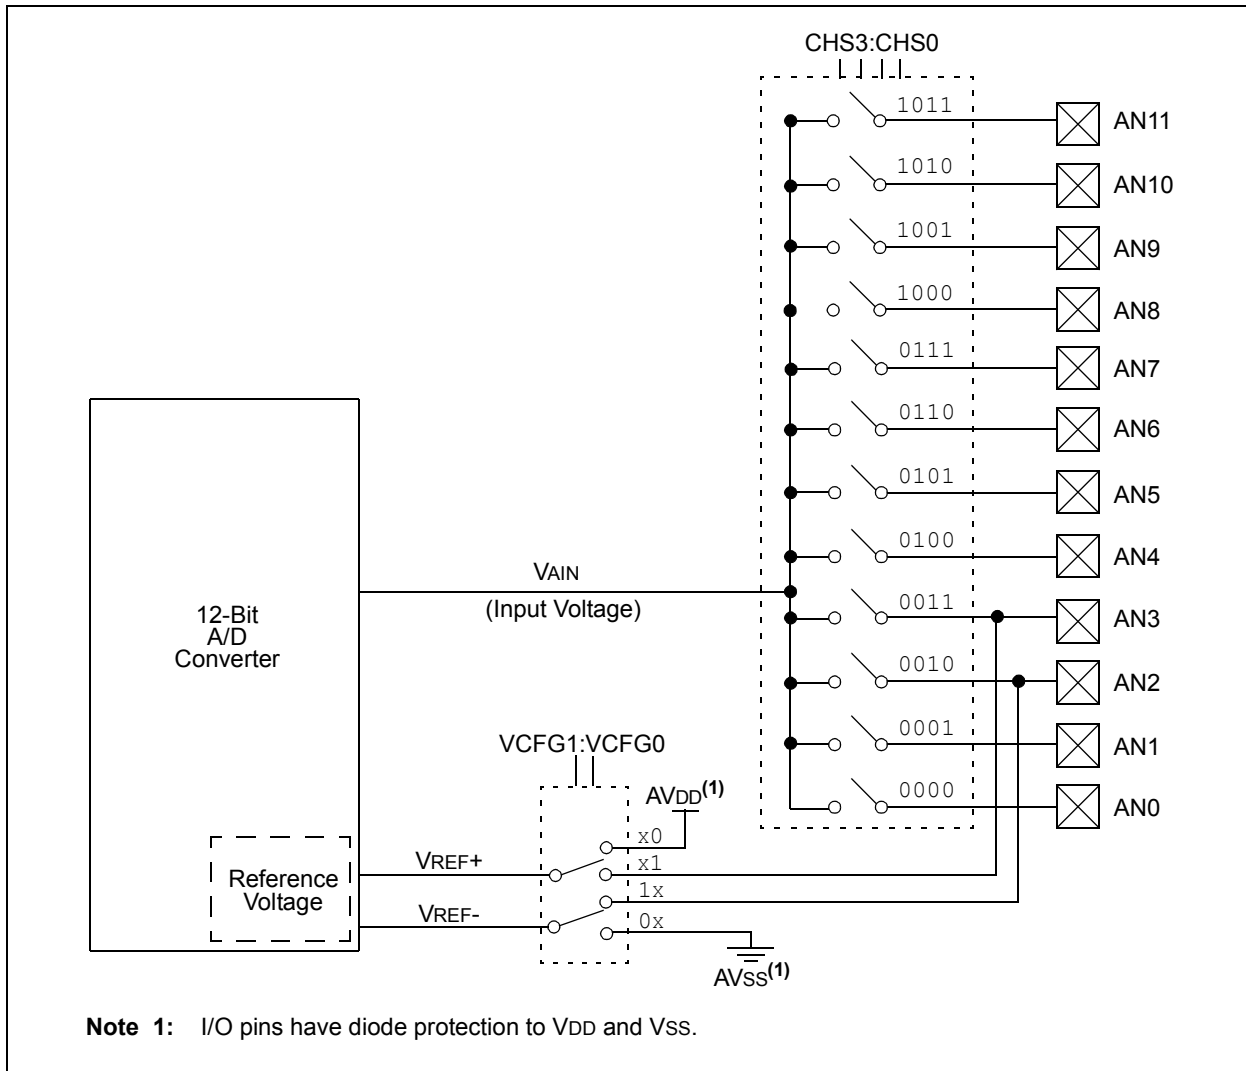 CHS3:CHS0
1011
AN11
1010
AN10
1001
AN9
1000
AN8
0111
AN7
0110
AN6
0101
AN5
0100
AN4
VAIN
(Input Voltage)
0011
AN3
12-Bit
A/D
Converter
0010
AN2
0001
AN1
VCFG1:VCFG0
0000
AN0
AVDD(1)
x0
VREF+
x1
Reference
Voltage
1x
VREF-
0x
AVSS(1)
Note 1: I/O pins have diode protection to VDD and VSS.